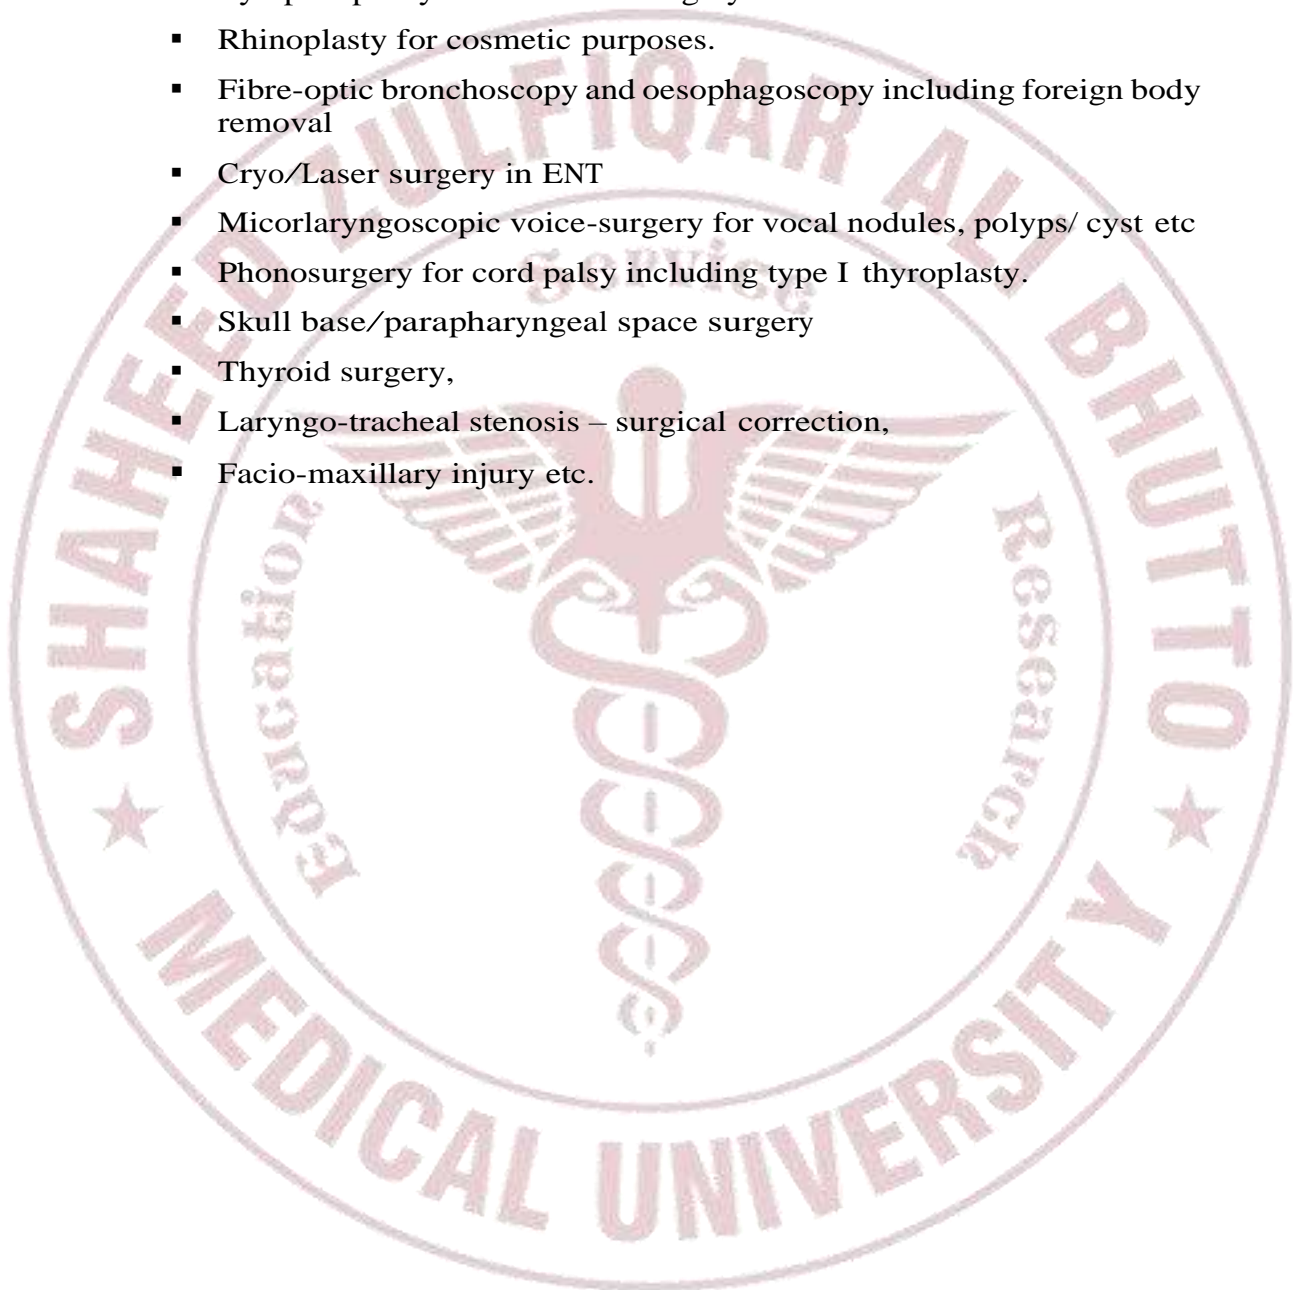 ▪ Rhinoplasty for cosmetic purposes.
▪ Fibre-optic bronchoscopy and oesophagoscopy including foreign body
removal
▪ Cryo/Laser surgery in ENT
▪ Micorlaryngoscopic voice-surgery for vocal nodules, polyps/ cyst etc
▪ Phonosurgery for cord palsy including type I thyroplasty.
▪ Skull base/parapharyngeal space surgery
▪ Thyroid surgery,
▪ Laryngo-tracheal stenosis – surgical correction,
▪ Facio-maxillary injury etc.
SHAHEED ZULFIQAR ALI BHUTTO
MEDICAL UNIVERSITY
Service
Education
Research